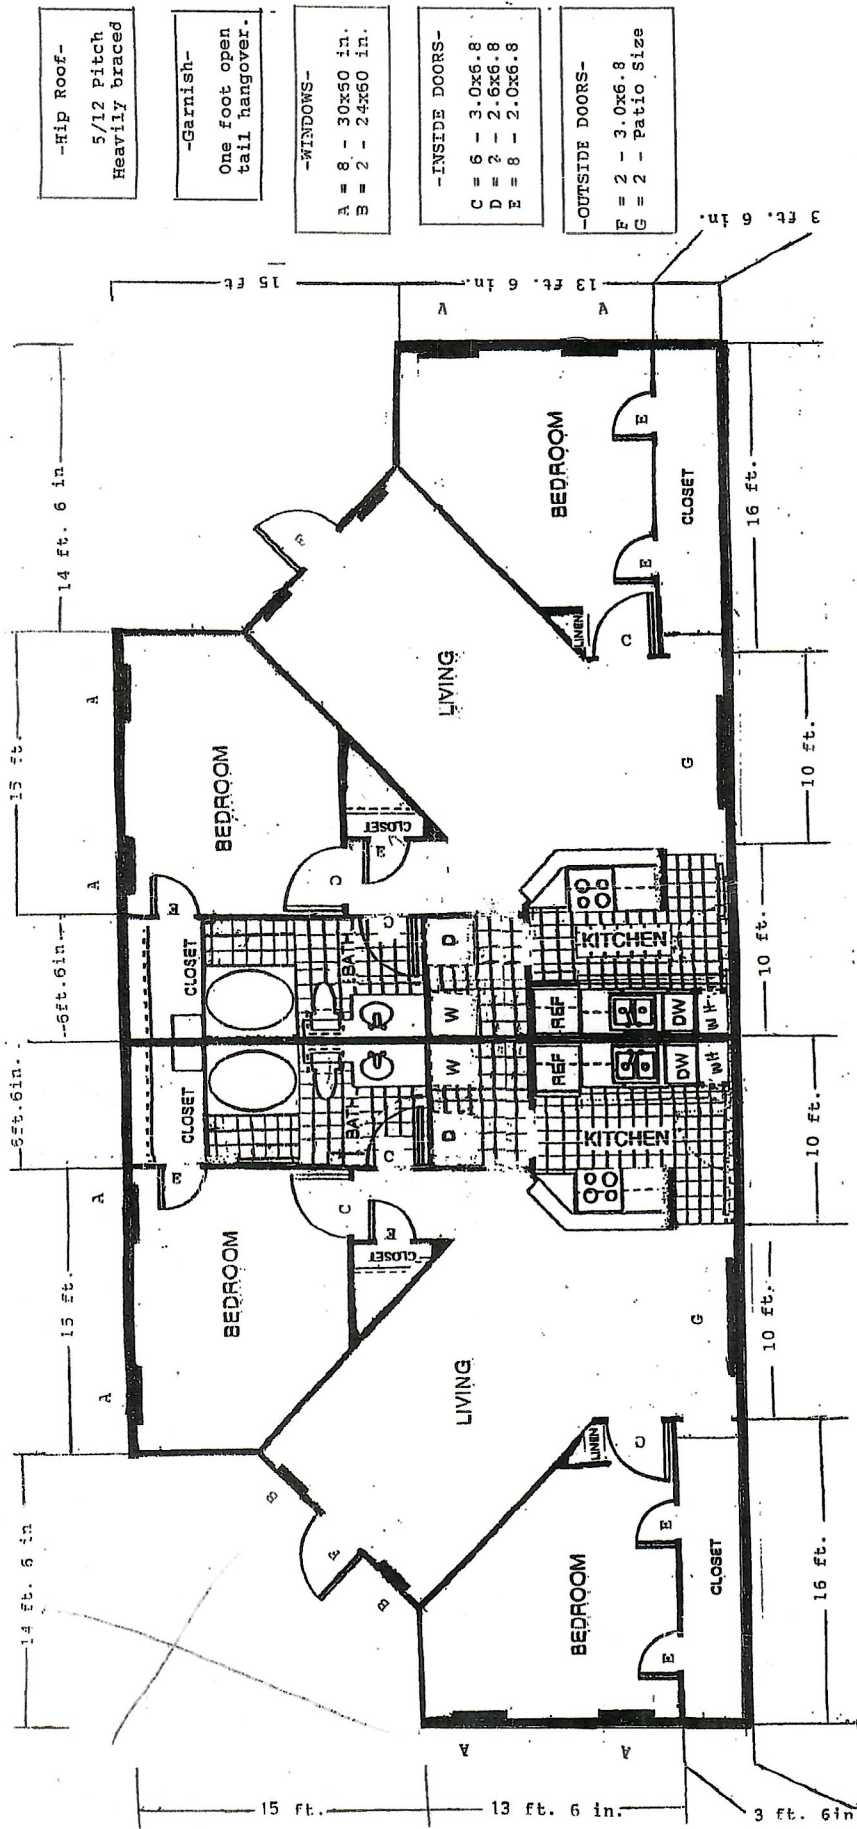 -Hip Roof-
5/12 Pitch
Heavily braced
-Garnish-
One foot open
tail hangover.
-WINDOWS-
A = 8 - 30x50 in.
B = 2 - 24x60 in.
-INSIDE DOORS-
C = 6 - 3.0x6.8
D = 2 - 2.6x6.8
E = 8 - 2.0x6.8
-OUTSIDE DOORS-
F = 2 - 3.0x6.8
G = 2 - Patio Size
14 ft. 6 in
15 ft.
6ft.6in.
6ft.6in.
15 ft.
14 ft. 6 in
A
A
A
A
E
CLOSET
CLOSET
E
BEDROOM
BEDROOM
BATH
BATH
C
C
C
C
E
E
CLOSET
CLOSET
B
F
B
F
15 ft.
15 ft
D
W
W
D
LIVING
LIVING
A
A
A
A
13 ft. 6 in.
13 ft. 6 in.
BEDROOM
BEDROOM
LINEN
LINEN
REF
REF
KITCHEN
KITCHEN
C
C
E
E
E
E
DW
DW
WH
WH
CLOSET
CLOSET
G
G
3 ft. 6in
3 ft. 6 in.
16 ft.
10 ft.
10 ft.
10 ft.
10 ft.
16 ft.